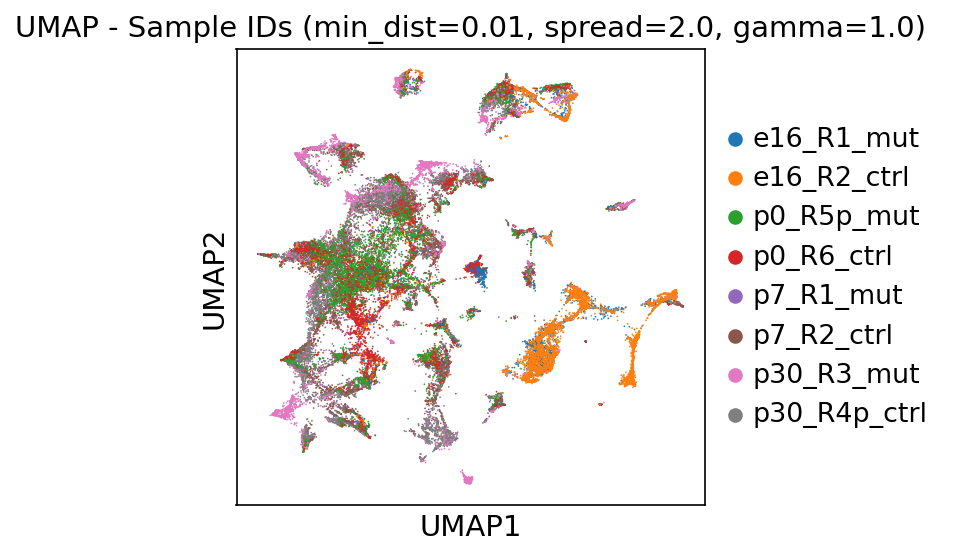 UMAP - Sample IDs (min_dist=0.01, spread=2.0, gamma=1.0)
UMAP2
e16_R1_mut
e16_R2_ctrl
p0_R5p_mut
p0_R6_ctrl
p7_R1_mut
p7_R2_ctrl
p30_R3_mut
p30_R4p_ctrl
UMAP1